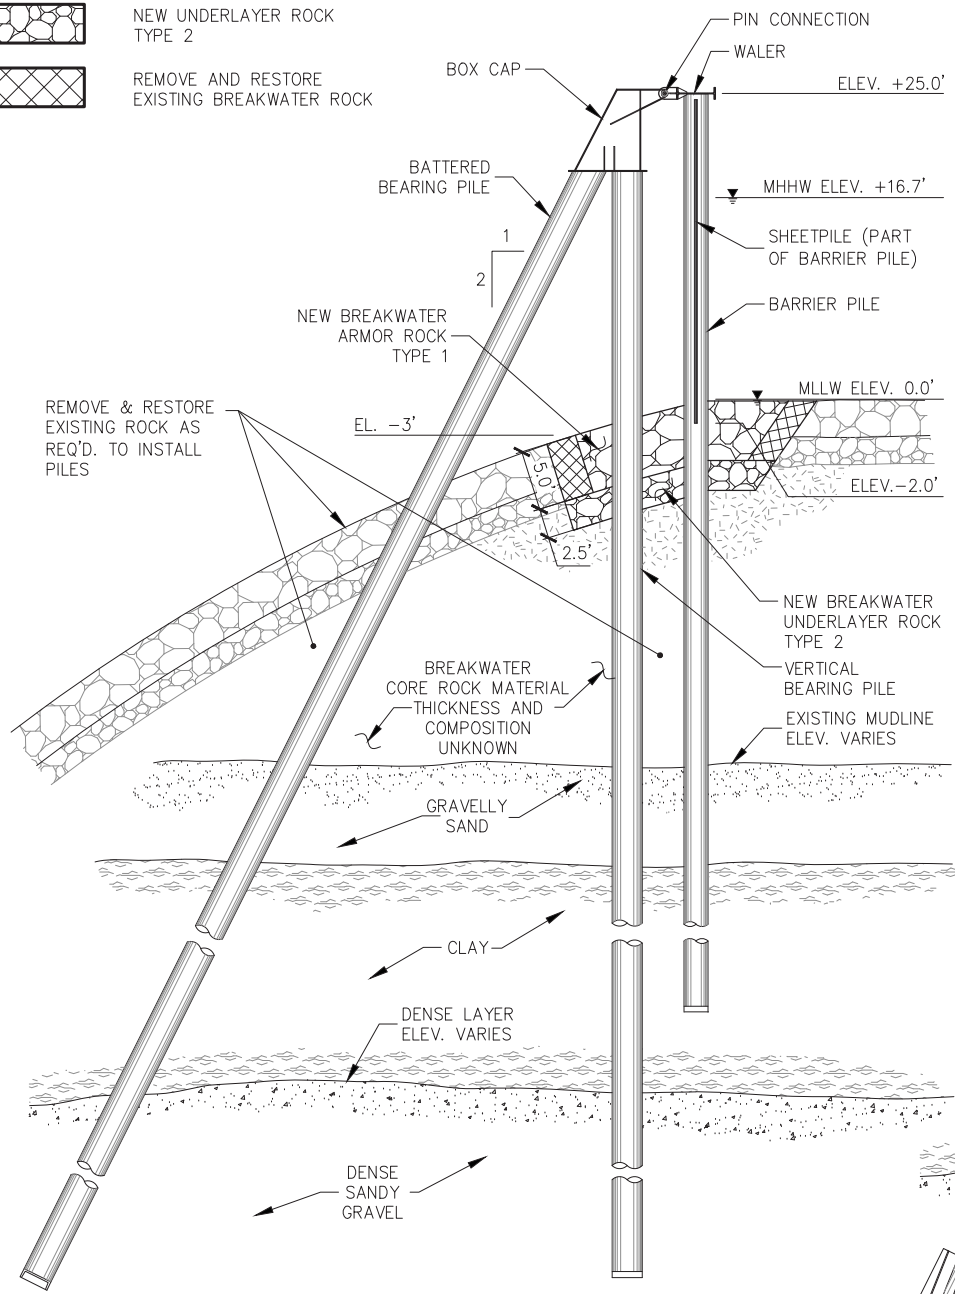 NEW UNDERLAYER ROCK
TYPE 2
REMOVE AND RESTORE
EXISTING BREAKWATER ROCK
PIN CONNECTION
WALER
BOX CAP
ELEV. +25.0'
BATTERED
BEARING PILE
MHHW ELEV. +16.7'
SHEETPILE (PART
OF BARRIER PILE)
1
2
BARRIER PILE
NEW BREAKWATER
ARMOR ROCK
TYPE 1
MLLW ELEV. 0.0'
REMOVE & RESTORE
EXISTING ROCK AS
REQ'D. TO INSTALL
PILES
EL. -3'
5.0'
ELEV.-2.0'
2.5'
NEW BREAKWATER
UNDERLAYER ROCK
TYPE 2
VERTICAL
BEARING PILE
BREAKWATER
CORE ROCK MATERIAL
THICKNESS AND
COMPOSITION
UNKNOWN
EXISTING MUDLINE
ELEV. VARIES
GRAVELLY
SAND
CLAY
DENSE LAYER
ELEV. VARIES
DENSE
SANDY
GRAVEL